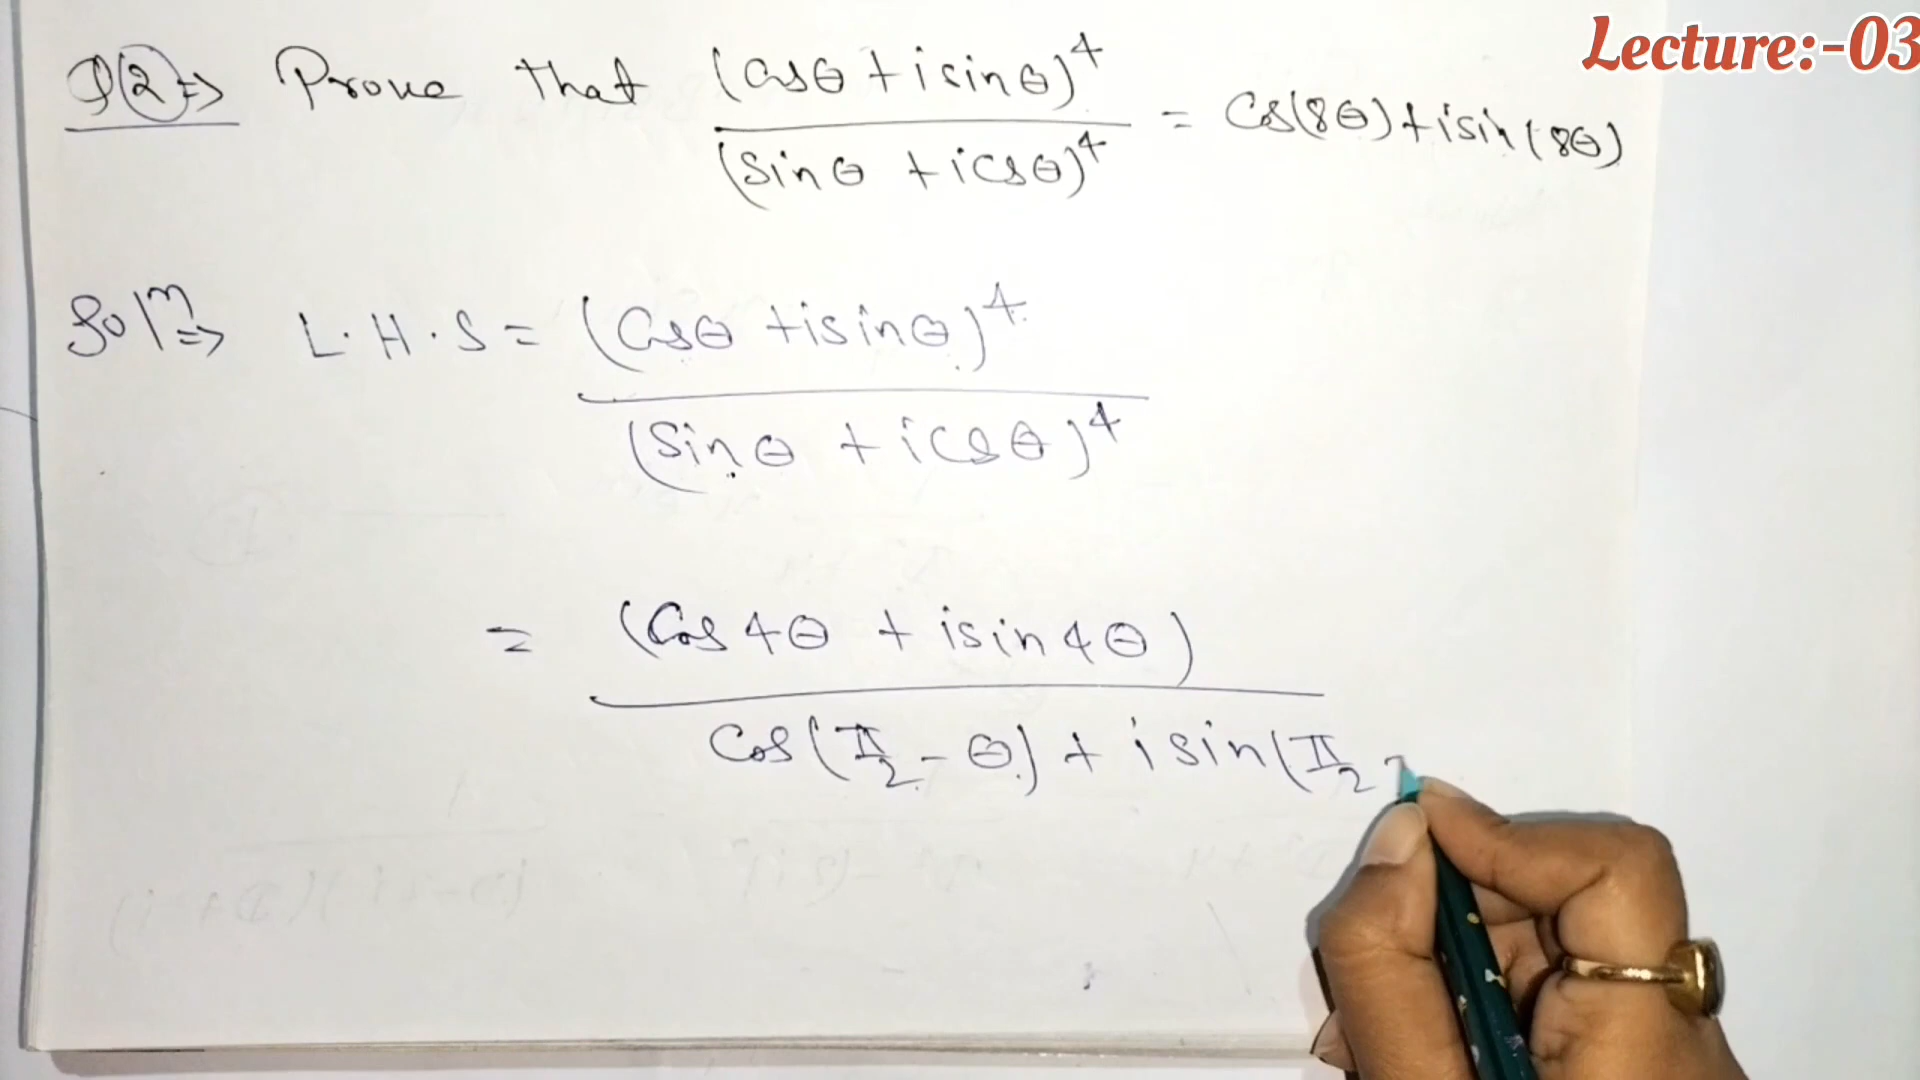 Lecture:-03
Q(2)=> Prove that (cosθ + i sinθ)^4 / (sinθ + i cosθ)^4 = Cos(8θ) + i sin(8θ)
Sol^n => L.H.S = (cosθ + i sinθ)^4 / (sinθ + i cosθ)^4
= (Cos 4θ + i sin 4θ) / Cos(π/2 - θ) + i sin(π/2 -